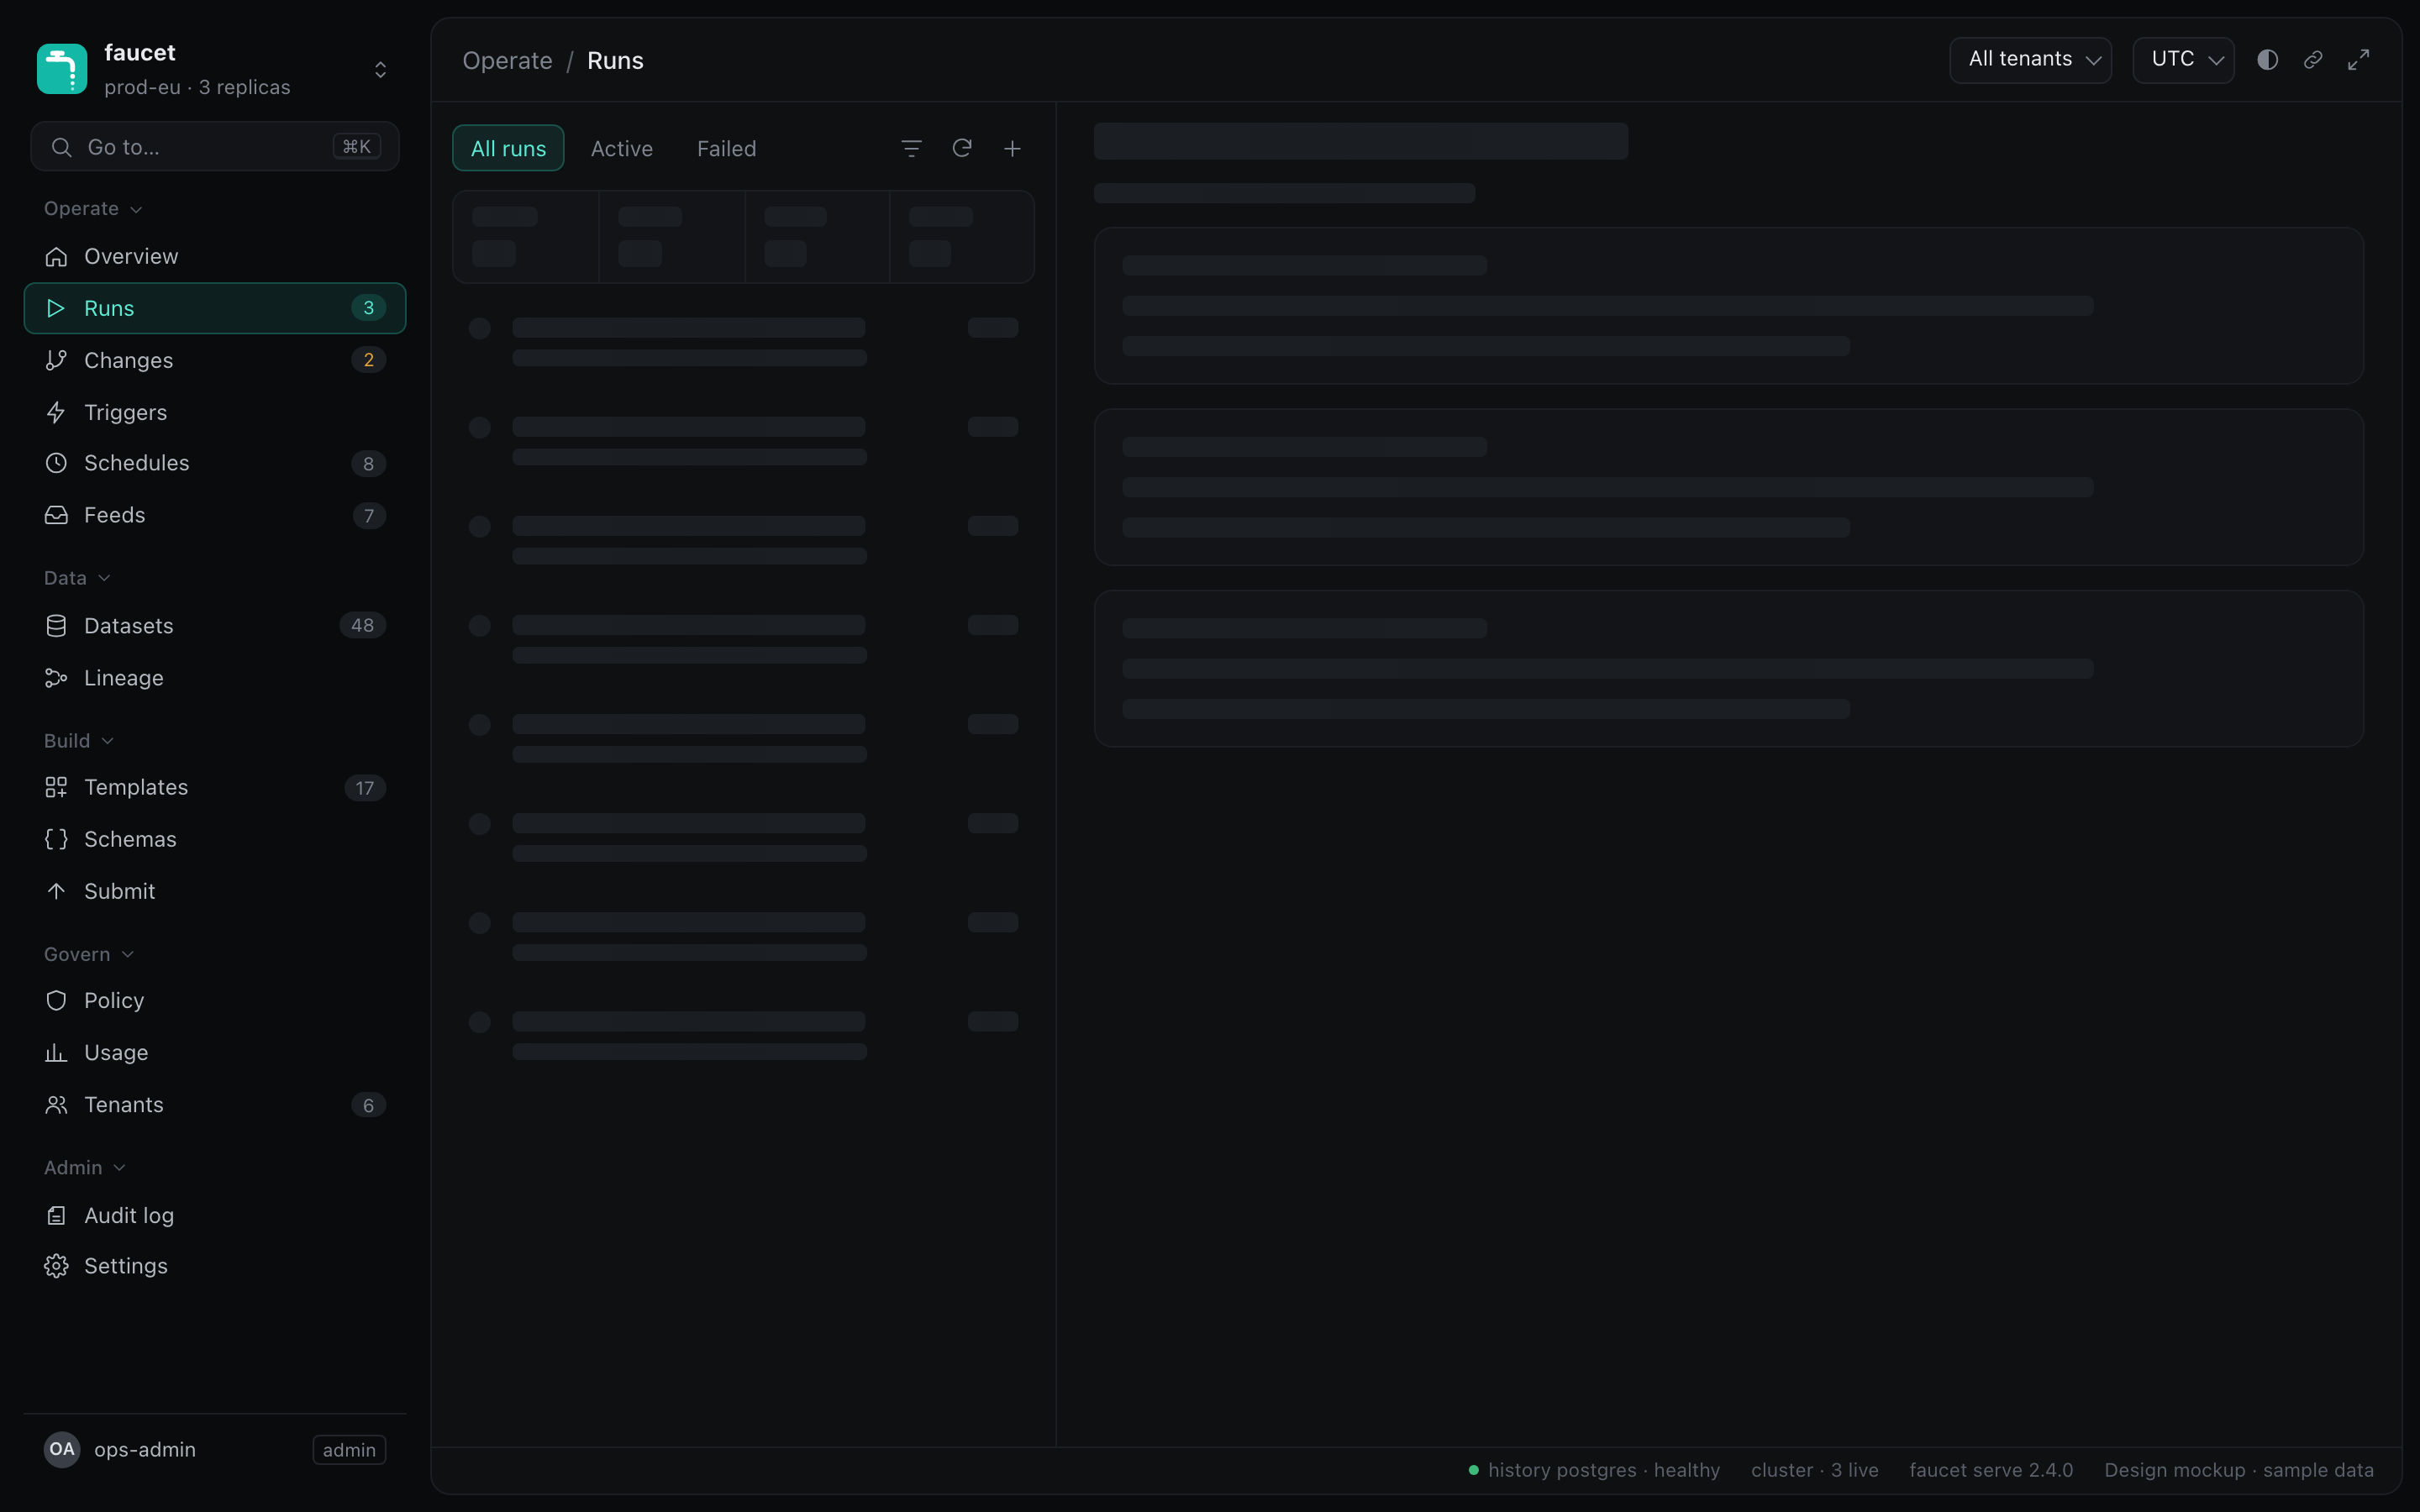 faucet
prod-eu · 3 replicas
Go to...
⌘K
Operate
Overview
Runs 3
Changes 2
Triggers
Schedules 8
Feeds 7
Data
Datasets 48
Lineage
Build
Templates 17
Schemas
Submit
Govern
Policy
Usage
Tenants 6
Admin
Audit log
Settings
OA ops-admin admin
Operate / Runs
All tenants UTC
All runs Active Failed
history postgres · healthy cluster · 3 live faucet serve 2.4.0 Design mockup · sample data